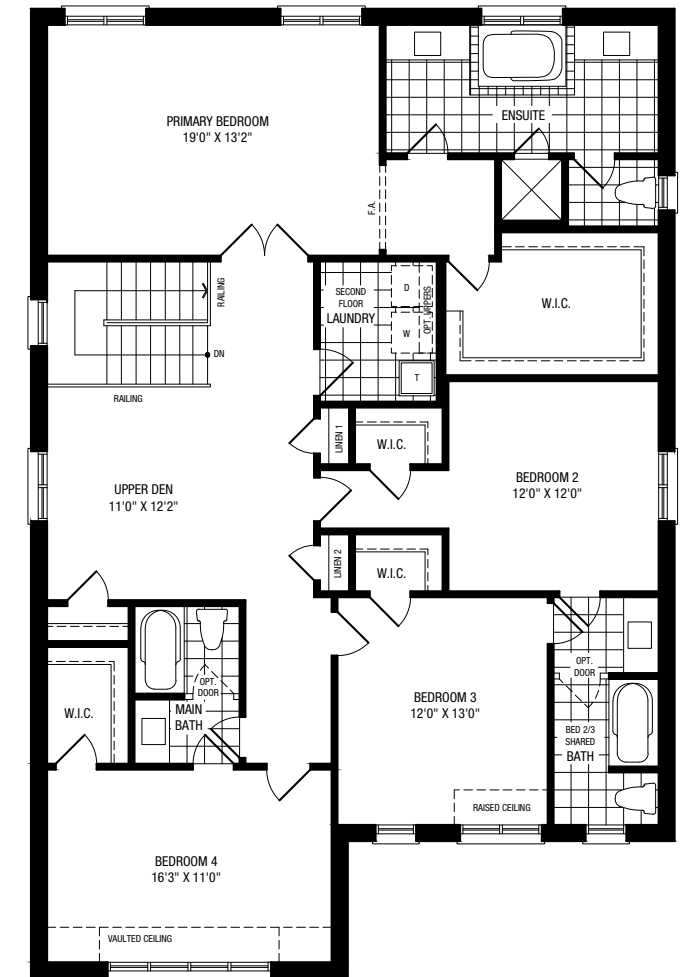 PRIMARY BEDROOM
19'0" X 13'2"
ENSUITE
F.A.
RAILING
SECOND
FLOOR
LAUNDRY
D
W
OPT. UPPERS
T
W.I.C.
DN
RAILING
LINEN 1
W.I.C.
UPPER DEN
11'0" X 12'2"
BEDROOM 2
12'0" X 12'0"
LINEN 2
W.I.C.
W.I.C.
OPT.
DOOR
MAIN
BATH
BEDROOM 3
12'0" X 13'0"
OPT.
DOOR
BED 2/3
SHARED
BATH
RAISED CEILING
BEDROOM 4
16'3" X 11'0"
VAULTED CEILING